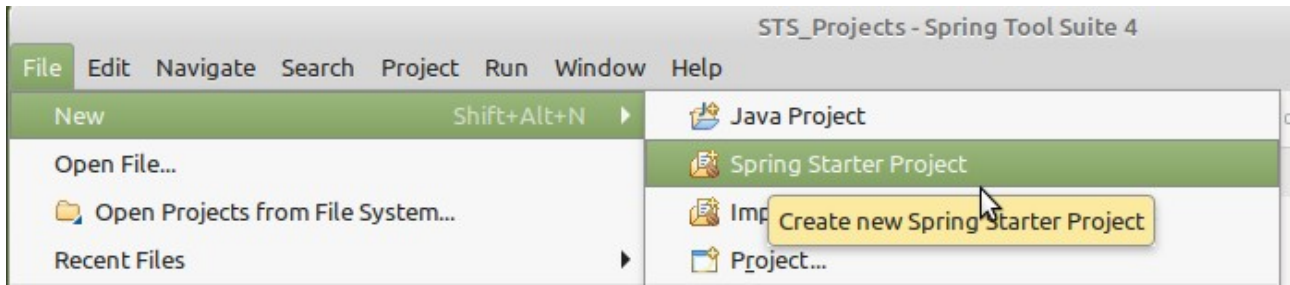 STS_Projects - Spring Tool Suite 4
File Edit Navigate Search Project Run Window Help
New Shift+Alt+N
Java Project
Open File...
Spring Starter Project
Open Projects from File System...
Imp
Create new Spring Starter Project
Recent Files
Project...